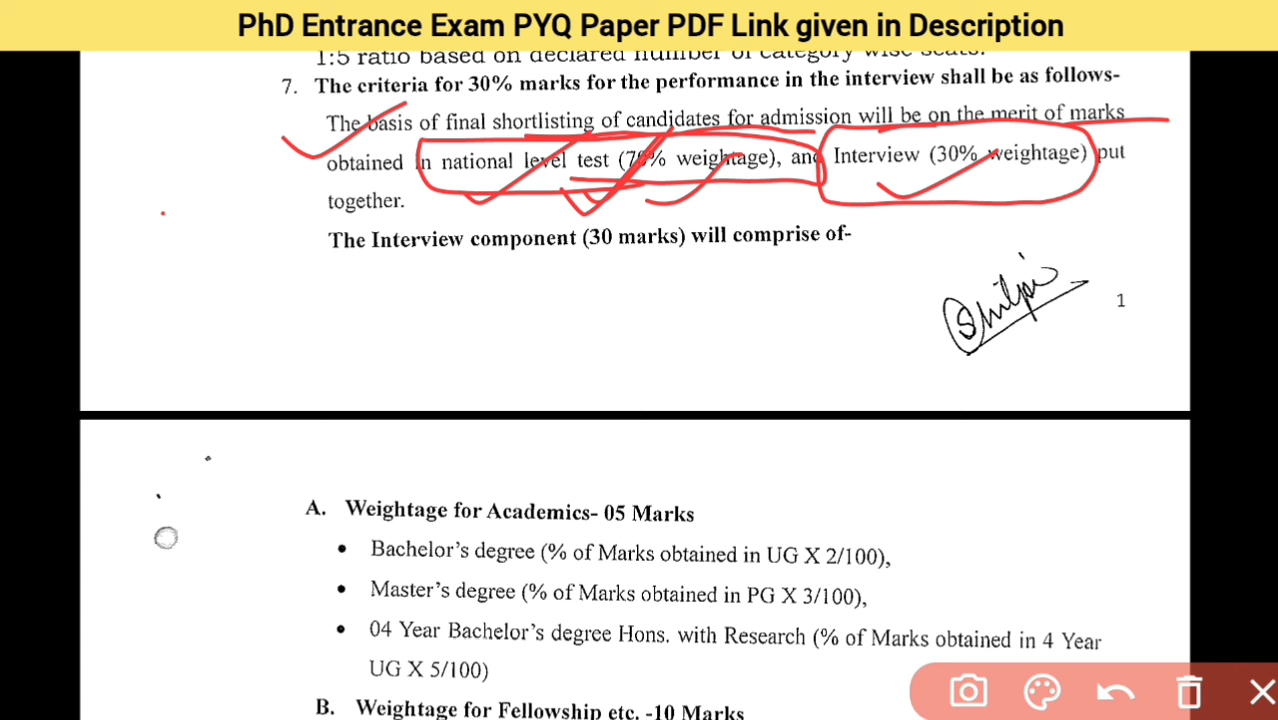 PhD Entrance Exam PYQ Paper PDF Link given in Description
1:5 ratio based on declared number of category wise seats.
7. The criteria for 30% marks for the performance in the interview shall be as follows-
The basis of final shortlisting of candidates for admission will be on the merit of marks
obtained in national level test (70% weightage), and Interview (30% weightage) put
together.
The Interview component (30 marks) will comprise of-
Shilpi
1
A. Weightage for Academics- 05 Marks
• Bachelor's degree (% of Marks obtained in UG X 2/100),
• Master's degree (% of Marks obtained in PG X 3/100),
• 04 Year Bachelor's degree Hons. with Research (% of Marks obtained in 4 Year
UG X 5/100)
B. Weightage for Fellowship etc. -10 Marks